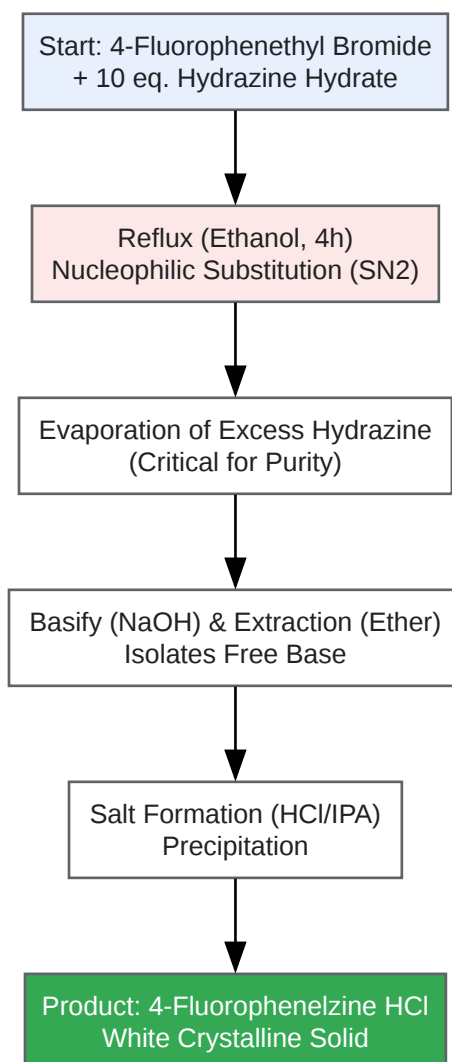 Start: 4-Fluorophenethyl Bromide
+ 10 eq. Hydrazine Hydrate
Reflux (Ethanol, 4h)
Nucleophilic Substitution (SN2)
Evaporation of Excess Hydrazine
(Critical for Purity)
Basify (NaOH) & Extraction (Ether)
Isolates Free Base
Salt Formation (HCl/IPA)
Precipitation
Product: 4-Fluorophenelzine HCl
White Crystalline Solid